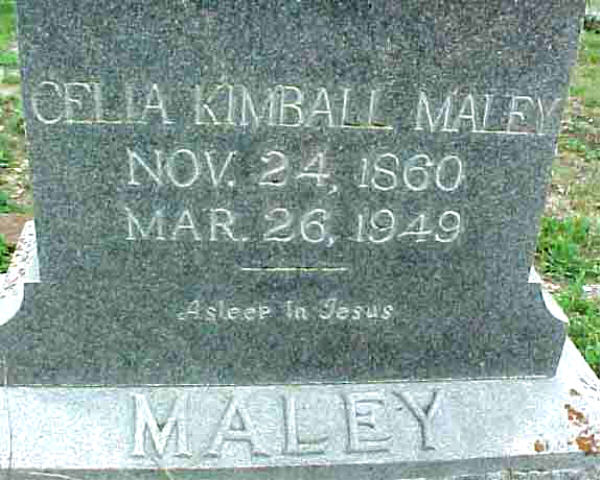 CELIA KIMBALL MALEY
NOV. 24, 1860
MAR. 26, 1949
Asleep in Jesus
MALEY